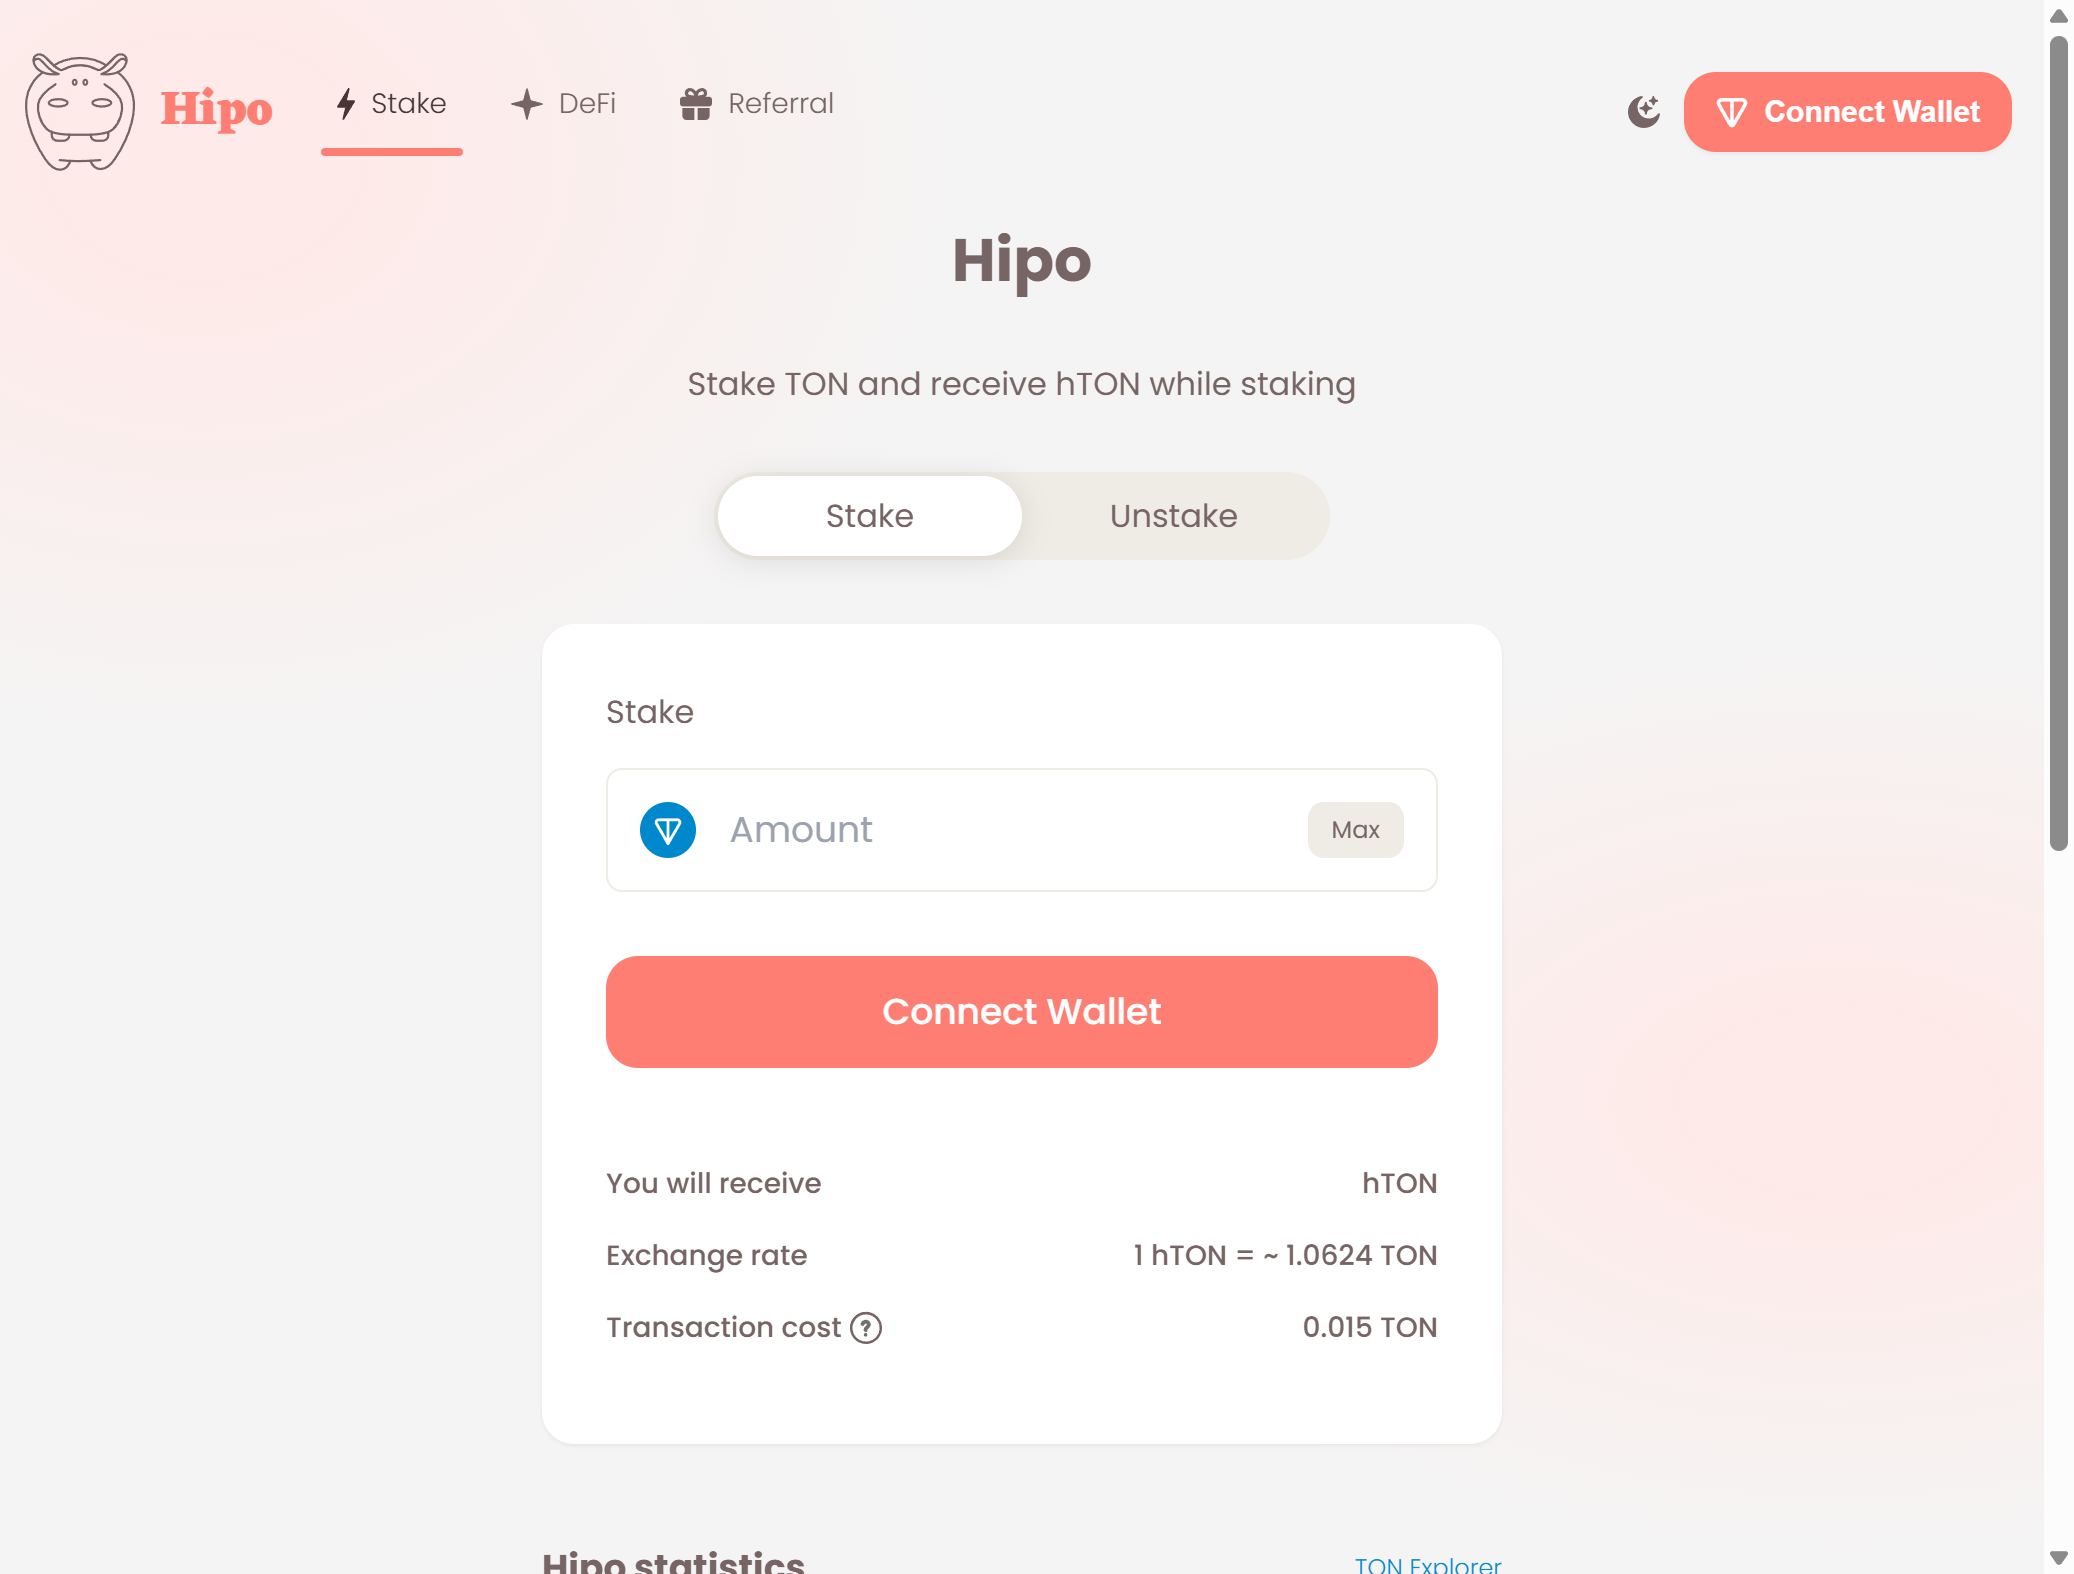 Hipo
Stake
DeFi
Referral
Connect Wallet
Hipo
Stake TON and receive hTON while staking
Stake
Unstake
Stake
Amount
Max
Connect Wallet
You will receive
hTON
Exchange rate
1 hTON = ~ 1.0624 TON
Transaction cost ?
0.015 TON
Hipo statistics
TON Explorer